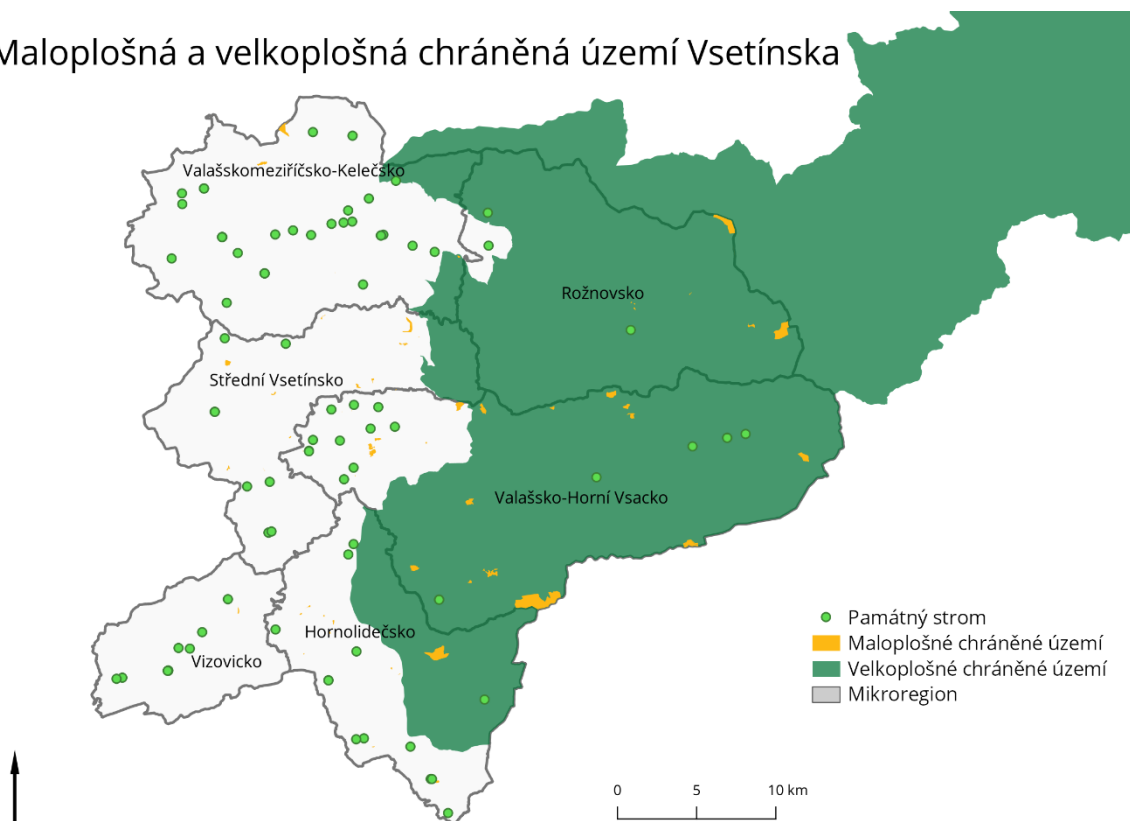 Maloplošná a velkoplošná chráněná území Vsetínska
Valašskomeziříčsko-Kelečsko
Rožnovsko
Střední Vsetínsko
Valašsko-Horní Vsacko
Hornolidečsko
Vizovicko
Památný strom
Maloplošné chráněné území
Velkoplošné chráněné území
Mikroregion
0 5 10 km